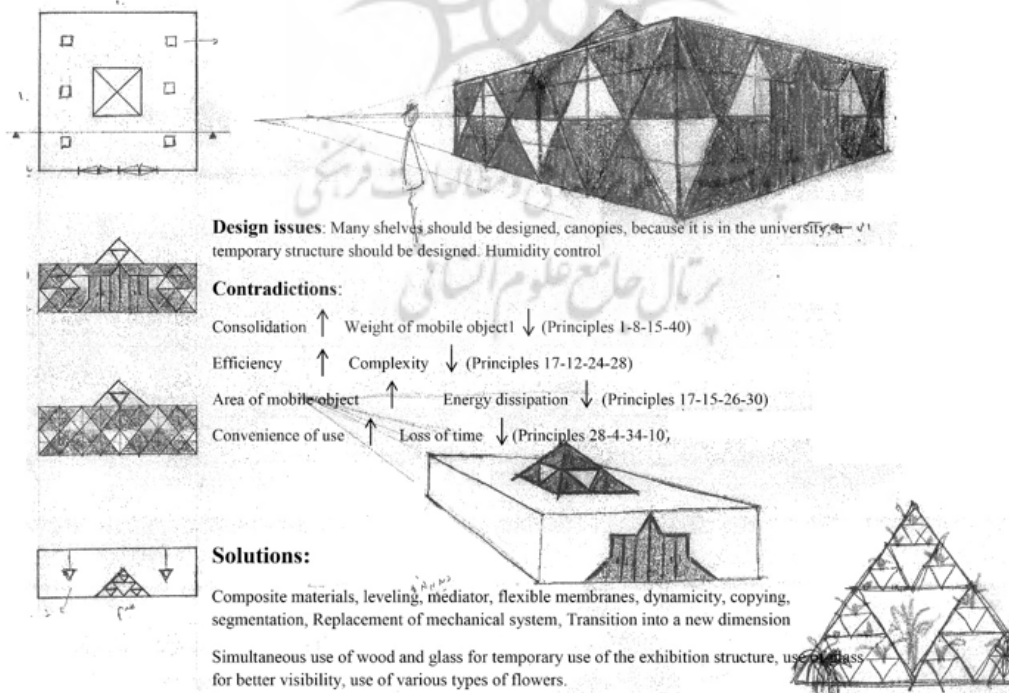 پرتال جامع علوم انسانی
Design issues: Many shelves should be designed, canopies, because it is in the university, a
temporary structure should be designed. Humidity control
Contradictions:
Consolidation ↑ Weight of mobile object1 ↓ (Principles 1-8-15-40)
Efficiency ↑ Complexity ↓ (Principles 17-12-24-28)
Area of mobile object ↑ Energy dissipation ↓ (Principles 17-15-26-30)
Convenience of use ↑ Loss of time ↓ (Principles 28-4-34-10)
Solutions:
Composite materials, leveling, mediator, flexible membranes, dynamicity, copying,
segmentation, Replacement of mechanical system, Transition into a new dimension
Simultaneous use of wood and glass for temporary use of the exhibition structure, use of glass
for better visibility, use of various types of flowers.